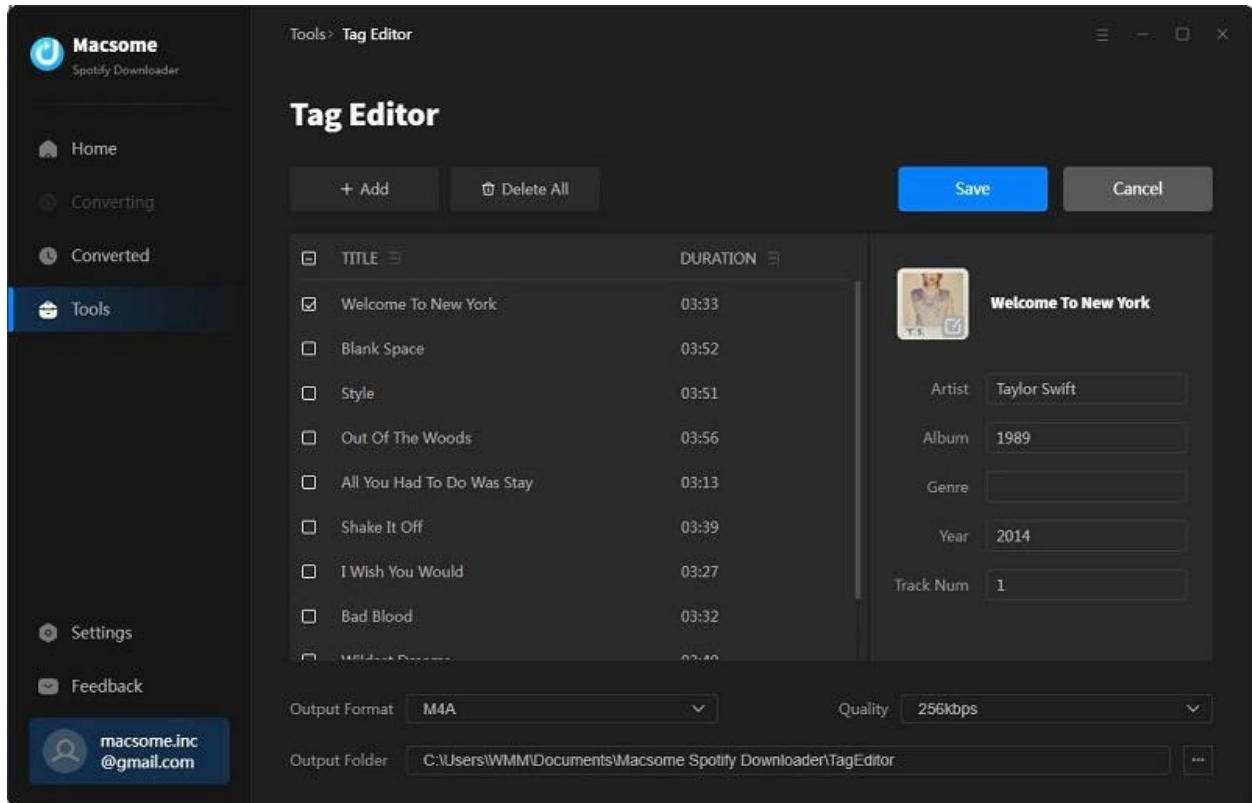 Macsome
Spotify Downloader
Tools> Tag Editor
Tag Editor
Home
Converting
Converted
Tools
+ Add
Delete All
Save
Cancel
TITLE
DURATION
Welcome To New York 03:33
Blank Space 03:52
Style 03:51
Out Of The Woods 03:56
All You Had To Do Was Stay 03:13
Shake It Off 03:39
I Wish You Would 03:27
Bad Blood 03:32
Wildest Dreams 03:40
T. S.
Welcome To New York
Artist Taylor Swift
Album 1989
Genre
Year 2014
Track Num 1
Settings
Feedback
macsome.inc
@gmail.com
Output Format M4A
Quality 256kbps
Output Folder C:\Users\WMM\Documents\Macsome Spotify Downloader\TagEditor
...